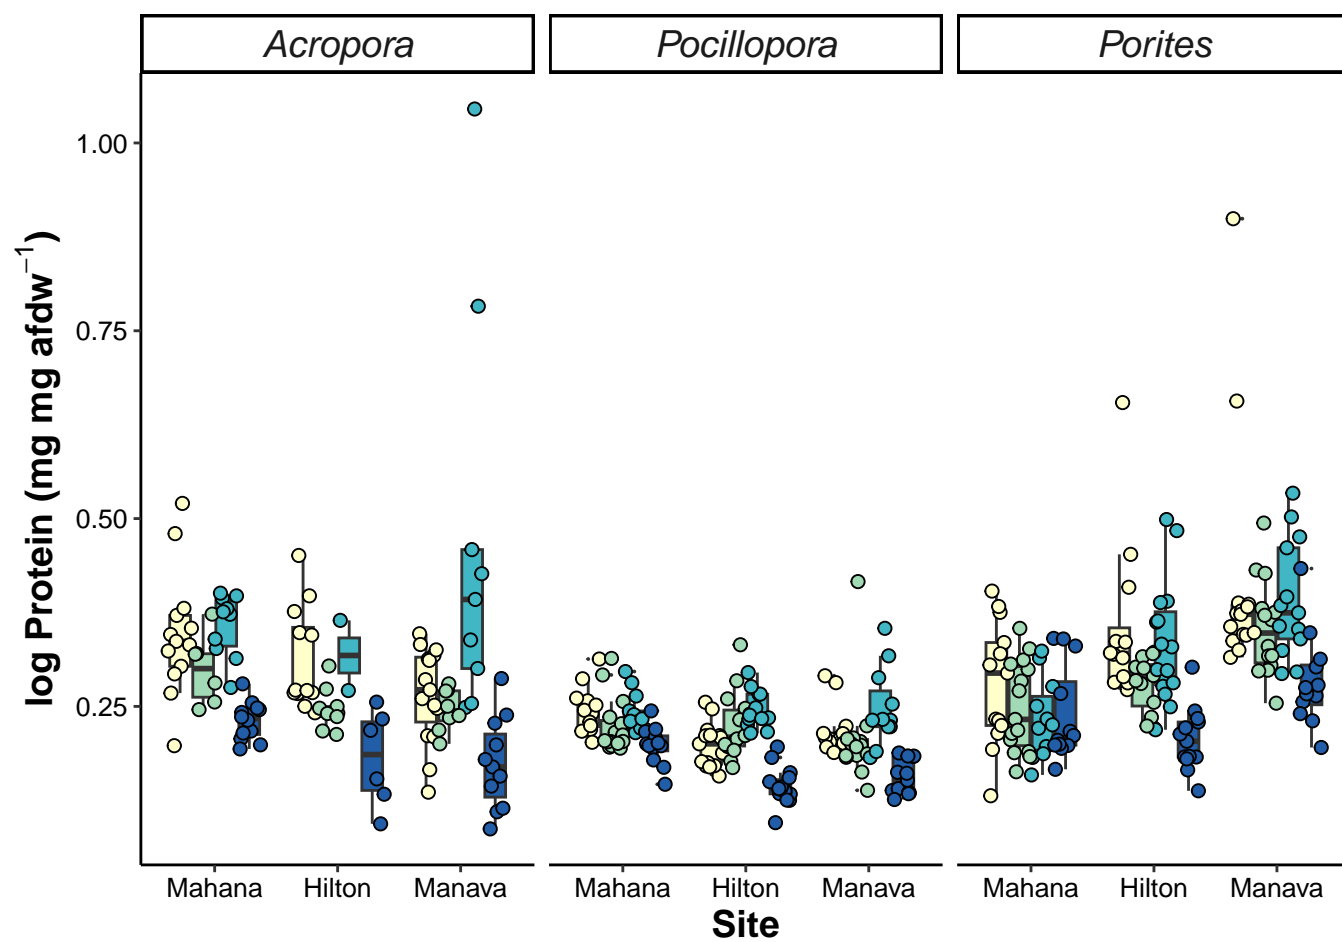 Acropora Pocillopora Porites
1.00
0.75
0.50
0.25
log Protein (mg mg afdw⁻¹)
Mahana Hilton Manava Mahana Hilton Manava Mahana Hilton Manava
Site